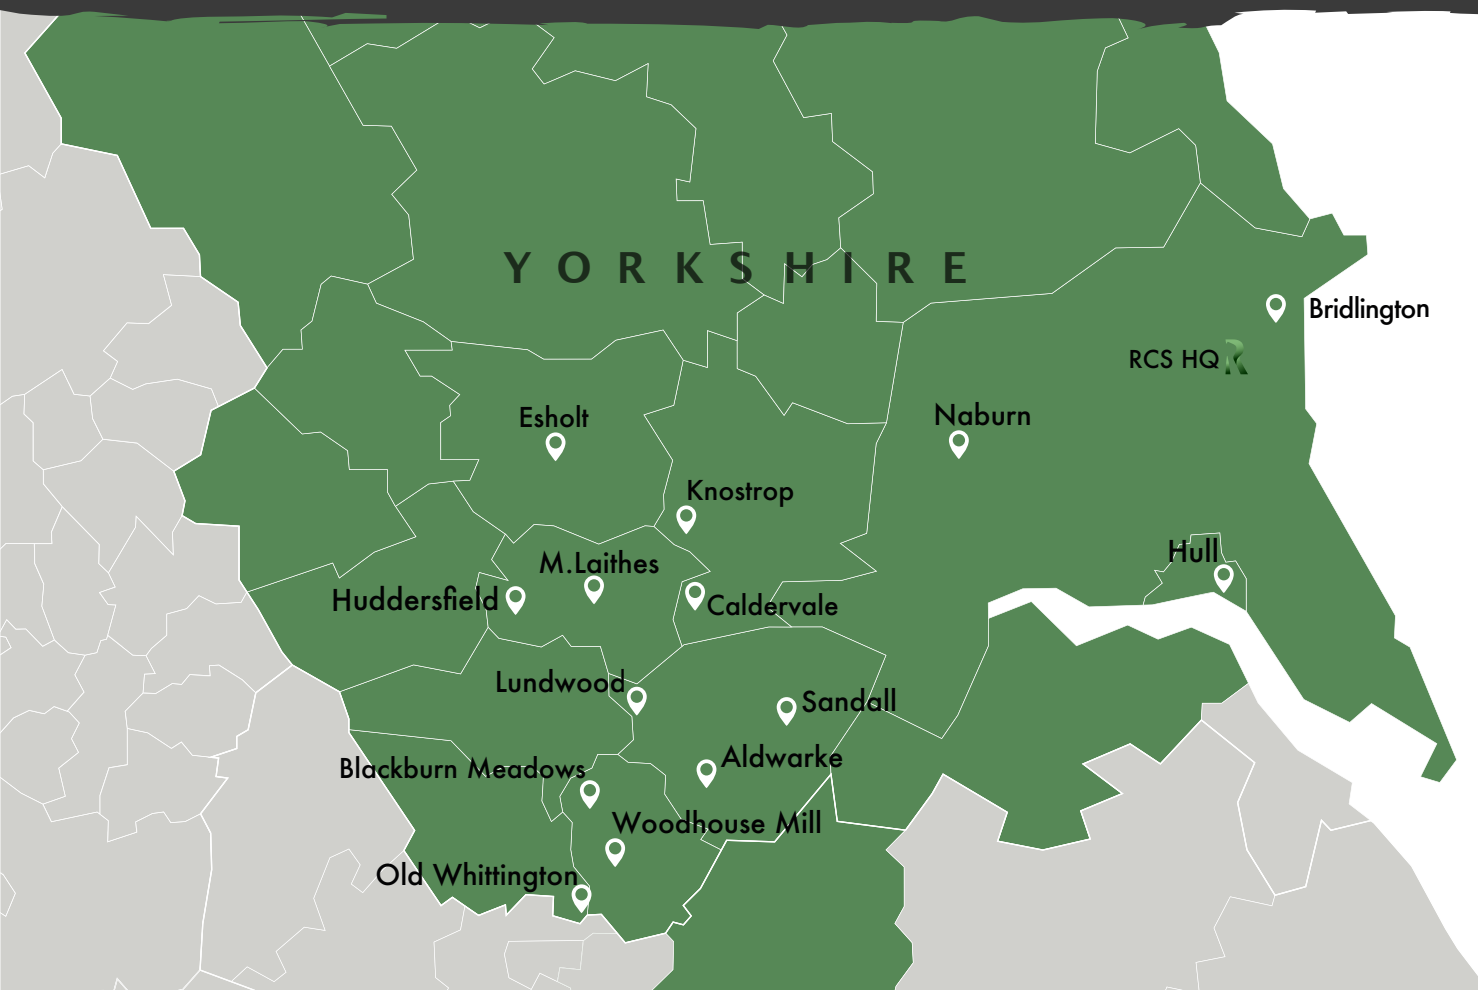 YORKSHIRE
Bridlington
RCS HQ R
Esholt
Naburn
Knostrop
Hull
M.Laithes
Huddersfield
Caldervale
Lundwood
Sandall
Aldwarke
Blackburn Meadows
Woodhouse Mill
Old Whittington